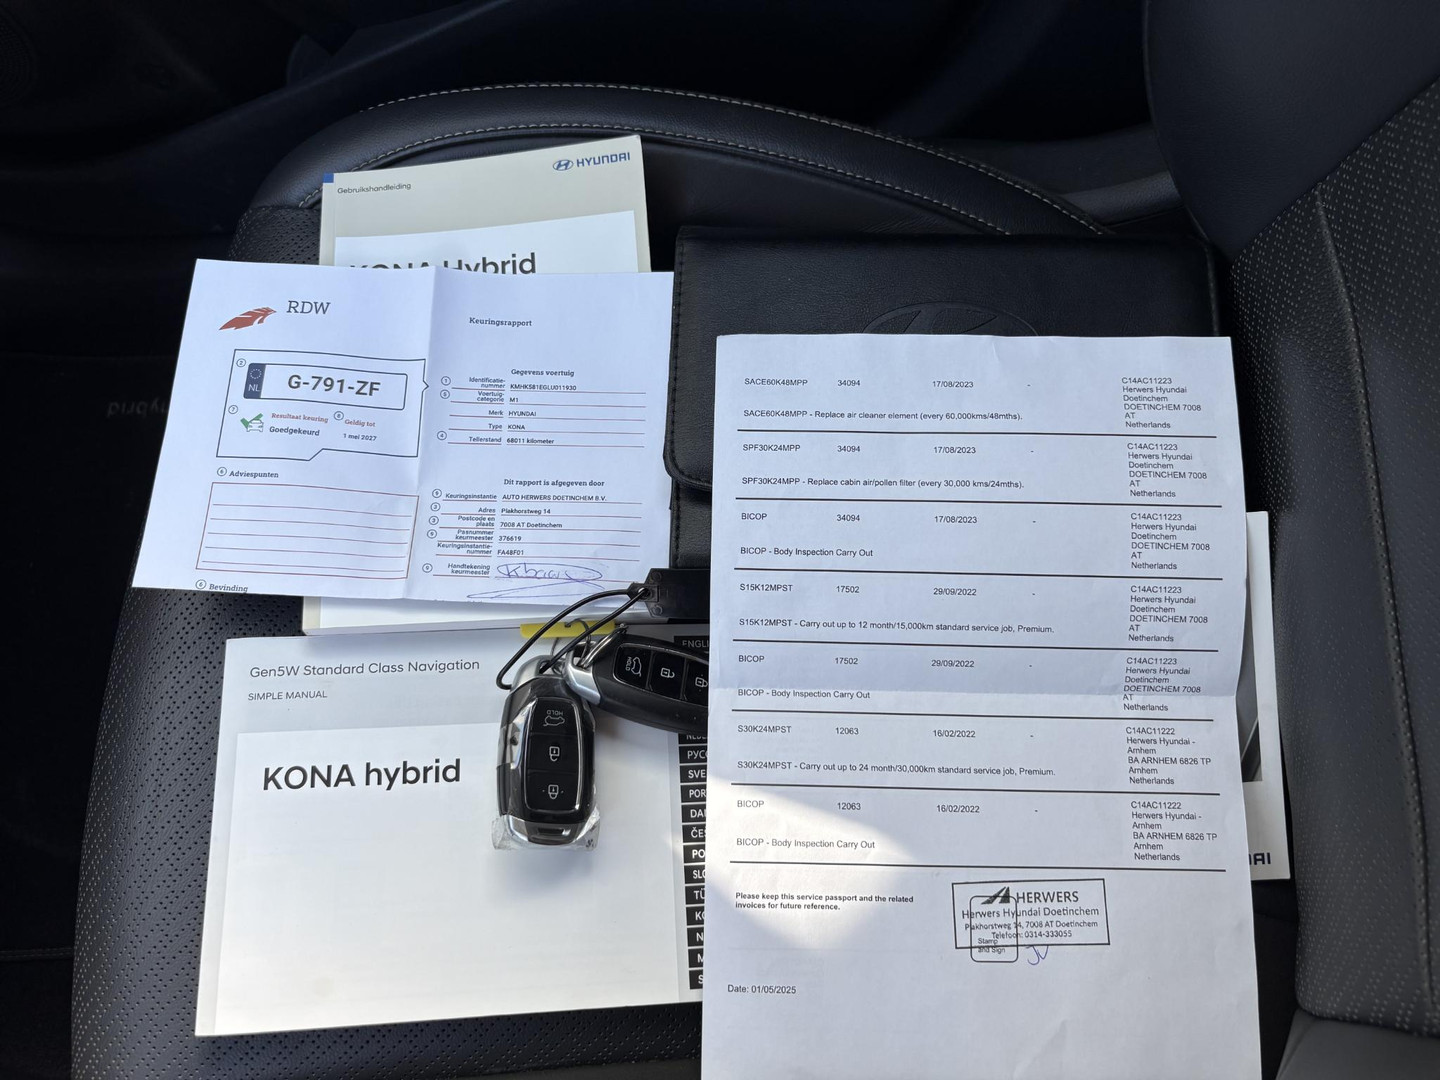 HYUNDAI
Gebruikshandleiding
KONA Hybrid
RDW
NL
G-791-ZF
Resultaat keuring
Goedgekeurd
Geldig tot
1 mei 2027
Adviespunten
Bevinding
Keuringsrapport
Gegevens voertuig
Identificatie-
nummer KMHK581EGLU011930
Voertuig-
categorie M1
Merk HYUNDAI
Type KONA
Tellerstand 68011 kilometer
Dit rapport is afgegeven door
Keuringsinstantie AUTO HERWERS DOETINCHEM B.V.
Adres Plakhorstweg 14
Postcode en
plaats 7008 AT Doetinchem
Pasnummer
keurmeester 376619
Keuringsinstantie-
nummer FA48F01
Handtekening
keurmeester
Gen5W Standard Class Navigation
SIMPLE MANUAL
KONA hybrid
HOLD
HOLD
SACE60K48MPP 34094 17/08/2023 - C14AC11223
Herwers Hyundai
Doetinchem
DOETINCHEM 7008
AT
Netherlands
SACE60K48MPP - Replace air cleaner element (every 60,000kms/48mths).
SPF30K24MPP 34094 17/08/2023 - C14AC11223
Herwers Hyundai
Doetinchem
DOETINCHEM 7008
AT
Netherlands
SPF30K24MPP - Replace cabin air/pollen filter (every 30,000 kms/24mths).
BICOP 34094 17/08/2023 - C14AC11223
Herwers Hyundai
Doetinchem
DOETINCHEM 7008
AT
Netherlands
BICOP - Body Inspection Carry Out
S15K12MPST 17502 29/09/2022 - C14AC11223
Herwers Hyundai
Doetinchem
DOETINCHEM 7008
AT
Netherlands
S15K12MPST - Carry out up to 12 month/15,000km standard service job, Premium.
BICOP 17502 29/09/2022 - C14AC11223
Herwers Hyundai
Doetinchem
DOETINCHEM 7008
AT
Netherlands
BICOP - Body Inspection Carry Out
S30K24MPST 12063 16/02/2022 - C14AC11222
Herwers Hyundai -
Arnhem
BA ARNHEM 6826 TP
Arnhem
Netherlands
S30K24MPST - Carry out up to 24 month/30,000km standard service job, Premium.
BICOP 12063 16/02/2022 - C14AC11222
Herwers Hyundai -
Arnhem
BA ARNHEM 6826 TP
Arnhem
Netherlands
BICOP - Body Inspection Carry Out
Please keep this service passport and the related
invoices for future reference.
HERWERS
Herwers Hyundai Doetinchem
Plakhorstweg 14, 7008 AT Doetinchem
Telefoon: 0314-333055
Stamp
and Sign
Date: 01/05/2025